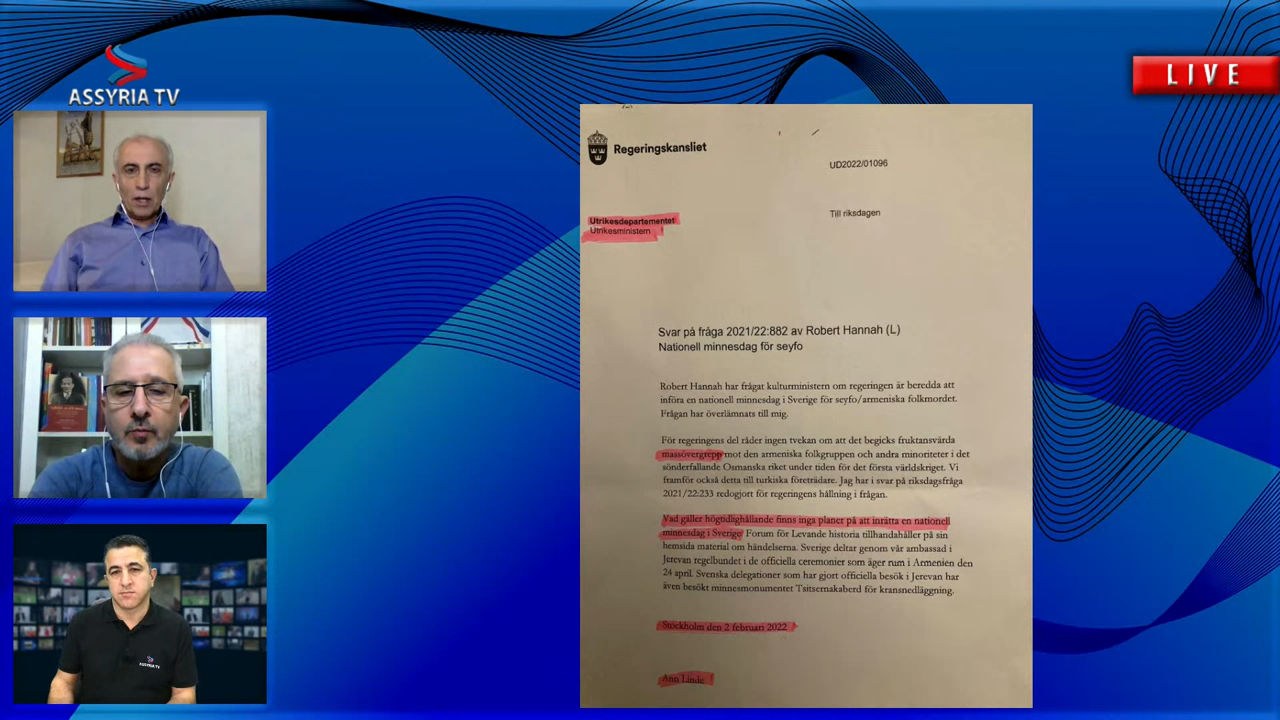 ASSYRIA TV
LIVE
Regeringskansliet
UD2022/01096
Utrikesdepartementet
Utrikesministern
Till riksdagen
Svar på fråga 2021/22:882 av Robert Hannah (L)
Nationell minnesdag för seyfo
Robert Hannah har frågat kulturministern om regeringen är beredda att
införa en nationell minnesdag i Sverige för seyfo/armeniska folkmordet.
Frågan har överlämnats till mig.
För regeringens del råder ingen tvekan om att det begicks fruktansvärda
massövergrepp mot den armeniska folkgruppen och andra minoriteter i det
sönderfallande Osmanska riket under tiden för det första världskriget. Vi
framför också detta till turkiska företrädare. Jag har i svar på riksdagsfråga
2021/22:233 redogjort för regeringens hållning i frågan.
Vad gäller högtidlighållande finns inga planer på att inrätta en nationell
minnesdag i Sverige Forum för Levande historia tillhandahåller på sin
hemsida material om händelserna. Sverige deltar genom vår ambassad i
Jerevan regelbundet i de officiella ceremonier som äger rum i Armenien den
24 april. Svenska delegationer som har gjort officiella besök i Jerevan har
även besökt minnesmonumentet Tsitsernakaberd för kransnedläggning.
Stockholm den 2 februari 2022
Ann Linde
ASSYRIA TV